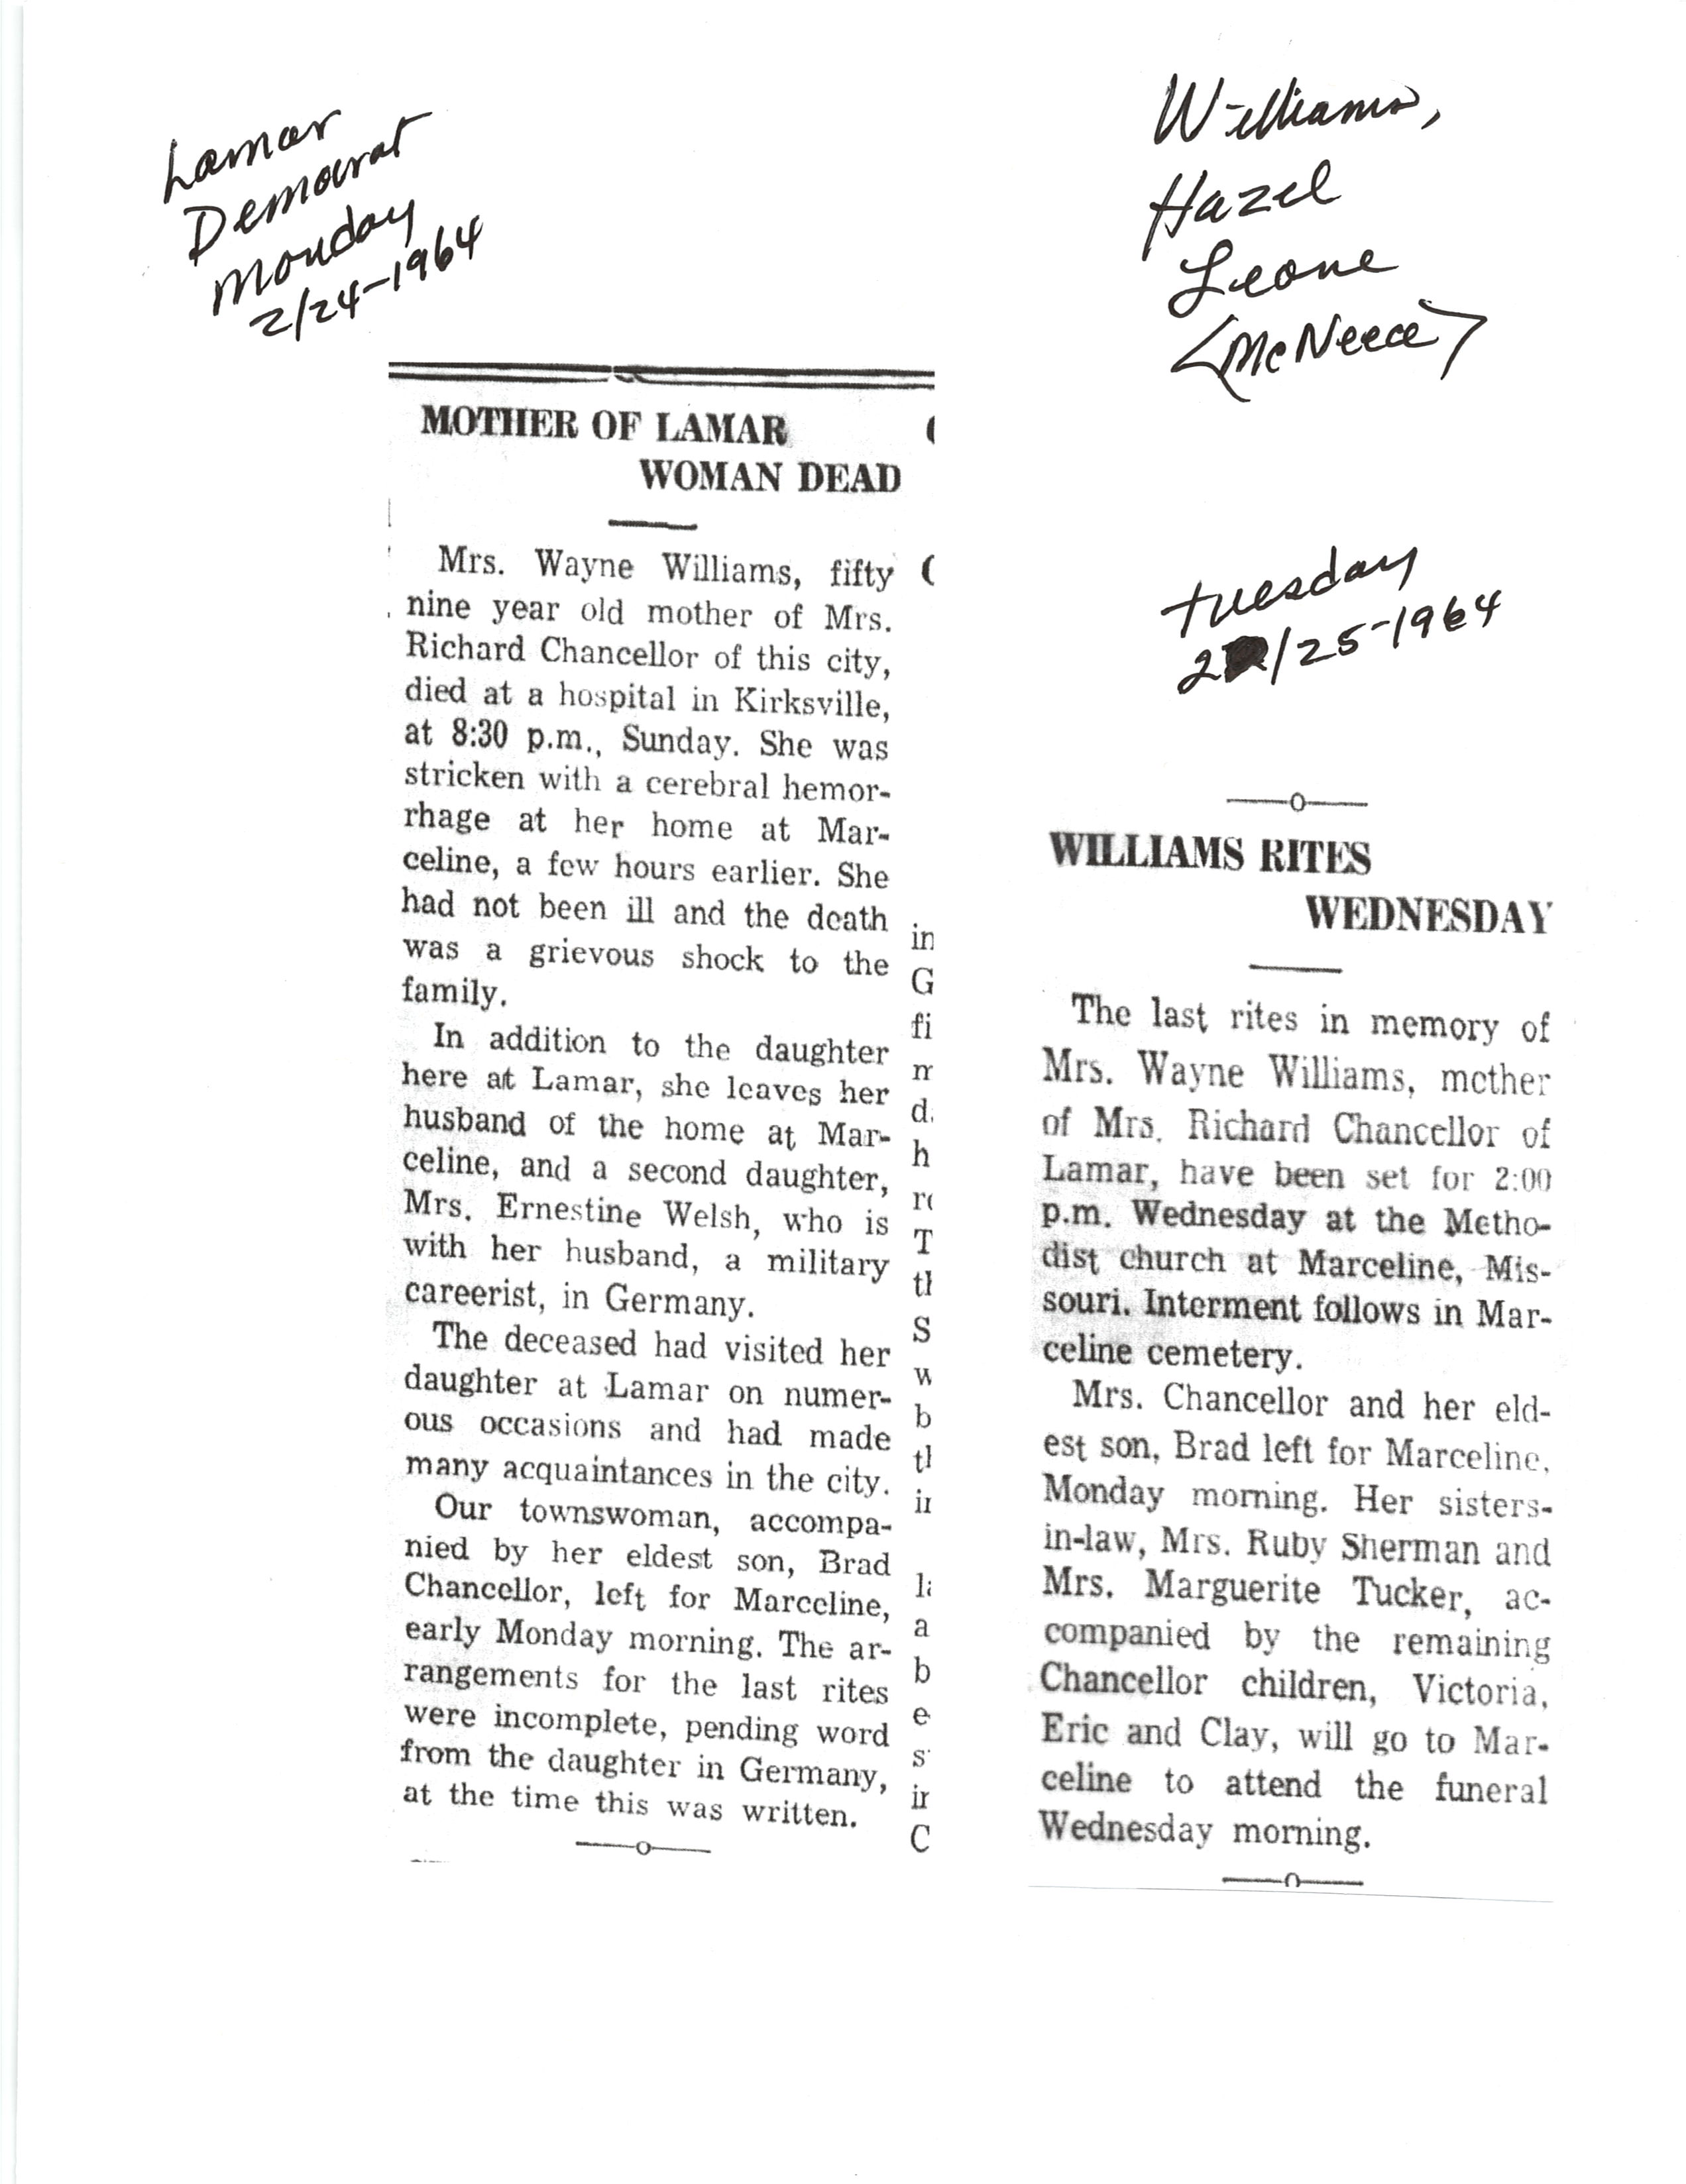 Lamar
Democrat
Monday
2/24-1964
Williams,
Hazel
Leone
(McNeece)
MOTHER OF LAMAR
WOMAN DEAD
Mrs. Wayne Williams, fifty
nine year old mother of Mrs.
Richard Chancellor of this city,
died at a hospital in Kirksville,
at 8:30 p.m., Sunday. She was
stricken with a cerebral hemor-
rhage at her home at Mar-
celine, a few hours earlier. She
had not been ill and the death
was a grievous shock to the
family.
In addition to the daughter
here at Lamar, she leaves her
husband of the home at Mar-
celine, and a second daughter,
Mrs. Ernestine Welsh, who is
with her husband, a military
careerist, in Germany.
The deceased had visited her
daughter at Lamar on numer-
ous occasions and had made
many acquaintances in the city.
Our townswoman, accompa-
nied by her eldest son, Brad
Chancellor, left for Marceline,
early Monday morning. The ar-
rangements for the last rites
were incomplete, pending word
from the daughter in Germany,
at the time this was written.
Tuesday
2/25-1964
WILLIAMS RITES
WEDNESDAY
The last rites in memory of
Mrs. Wayne Williams, mother
of Mrs. Richard Chancellor of
Lamar, have been set for 2:00
p.m. Wednesday at the Metho-
dist church at Marceline, Mis-
souri. Interment follows in Mar-
celine cemetery.
Mrs. Chancellor and her eld-
est son, Brad left for Marceline,
Monday morning. Her sisters-
in-law, Mrs. Ruby Sherman and
Mrs. Marguerite Tucker, ac-
companied by the remaining
Chancellor children, Victoria,
Eric and Clay, will go to Mar-
celine to attend the funeral
Wednesday morning.